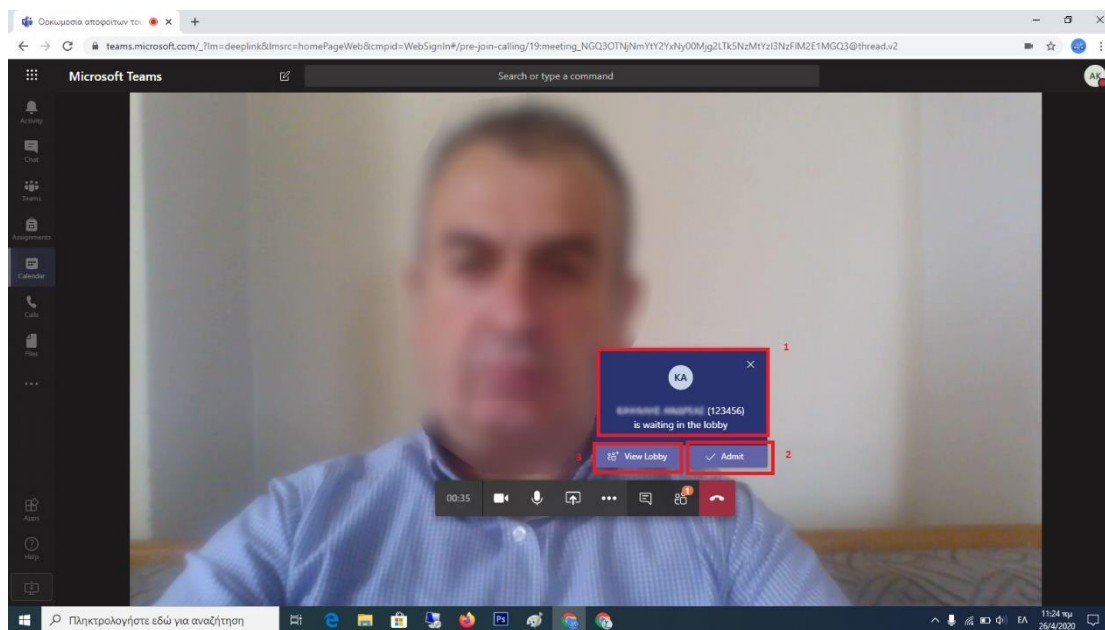 Ορκωμοσία αποφοίτων του
teams.microsoft.com/_?lm=deeplink&lmsrc=homePageWeb&cmpid=WebSignIn#/pre-join-calling/19:meeting_NGQ3OTNjNmYtY2YxNy00Mjg2LTk5NzMtYzI3NzFlM2E1MGQ3@thread.v2
Microsoft Teams
Search or type a command
AK
Activity
Chat
Teams
Assignments
Calendar
Calls
Files
1
KA
(123456)
is waiting in the lobby
3
View Lobby
Admit
2
00:35
1
Apps
Help
Πληκτρολογήστε εδώ για αναζήτηση
Ps
ΕΛ
11:24 πμ
26/4/2020